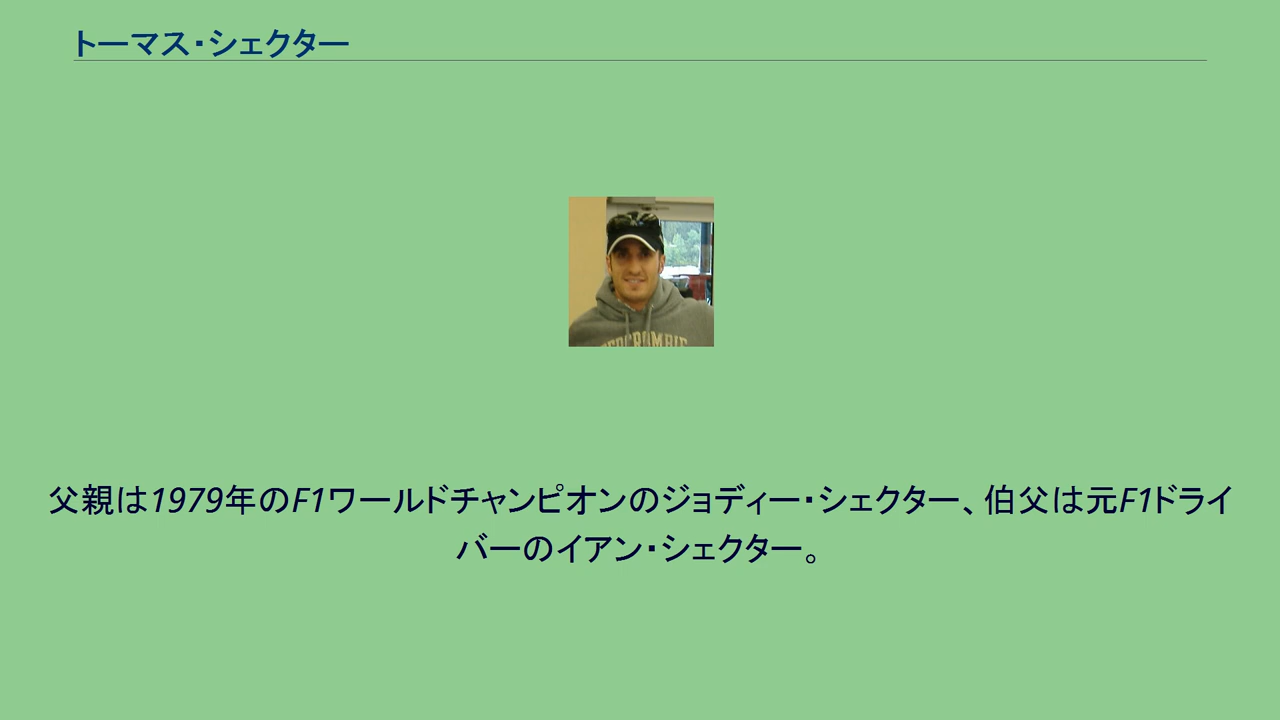 トーマス・シェクター
ERCROMBIE
父親は1979年のF1ワールドチャンピオンのジョディー・シェクター、伯父は元F1ドライ
バーのイアン・シェクター。